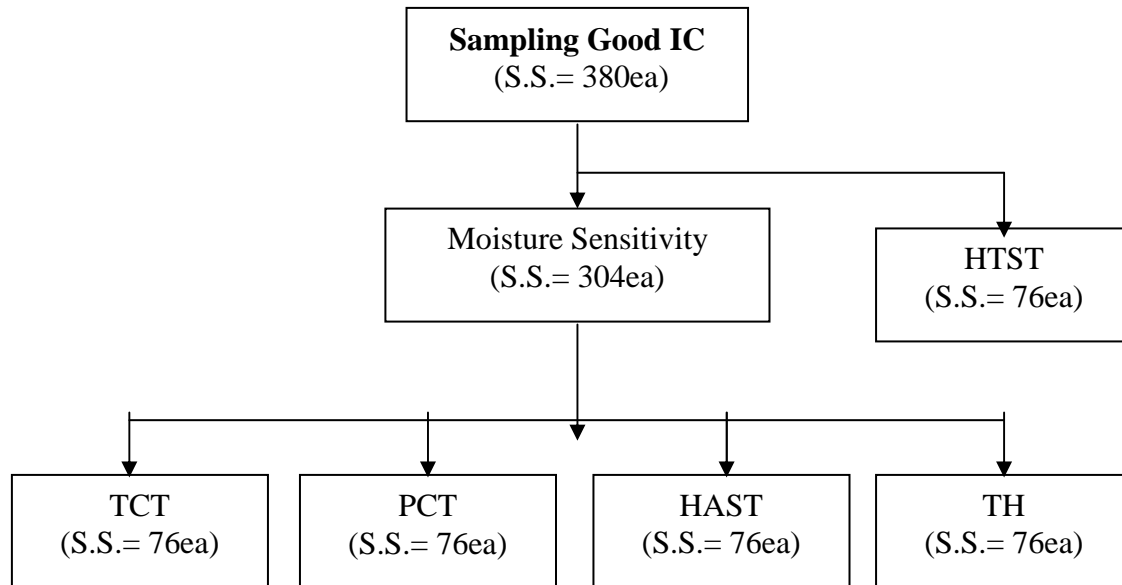 Sampling Good IC
(S.S.= 380ea)
Moisture Sensitivity
(S.S.= 304ea)
HTST
(S.S.= 76ea)
TCT
(S.S.= 76ea)
PCT
(S.S.= 76ea)
HAST
(S.S.= 76ea)
TH
(S.S.= 76ea)